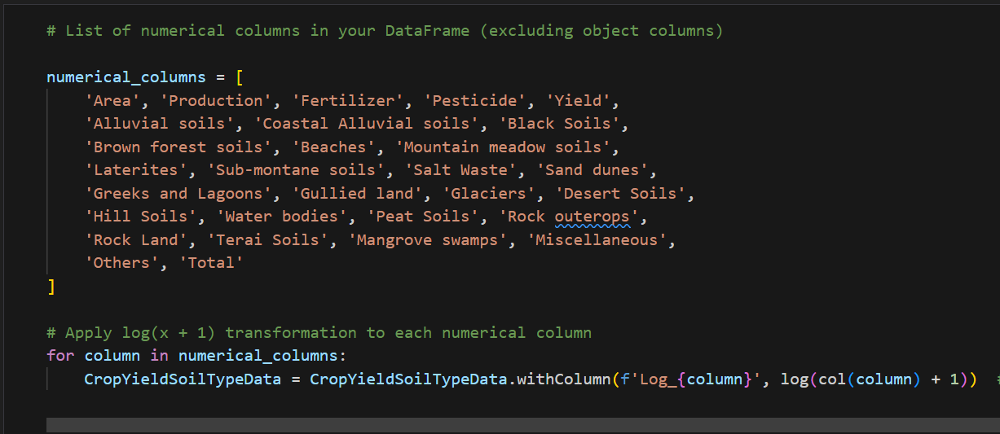 # List of numerical columns in your DataFrame (excluding object columns)
numerical_columns = [
'Area', 'Production', 'Fertilizer', 'Pesticide', 'Yield',
'Alluvial soils', 'Coastal Alluvial soils', 'Black Soils',
'Brown forest soils', 'Beaches', 'Mountain meadow soils',
'Laterites', 'Sub-montane soils', 'Salt Waste', 'Sand dunes',
'Greeks and Lagoons', 'Gullied land', 'Glaciers', 'Desert Soils',
'Hill Soils', 'Water bodies', 'Peat Soils', 'Rock outerops',
'Rock Land', 'Terai Soils', 'Mangrove swamps', 'Miscellaneous',
'Others', 'Total'
]
# Apply log(x + 1) transformation to each numerical column
for column in numerical_columns:
CropYieldSoilTypeData = CropYieldSoilTypeData.withColumn(f'Log_{column}', log(col(column) + 1)) #